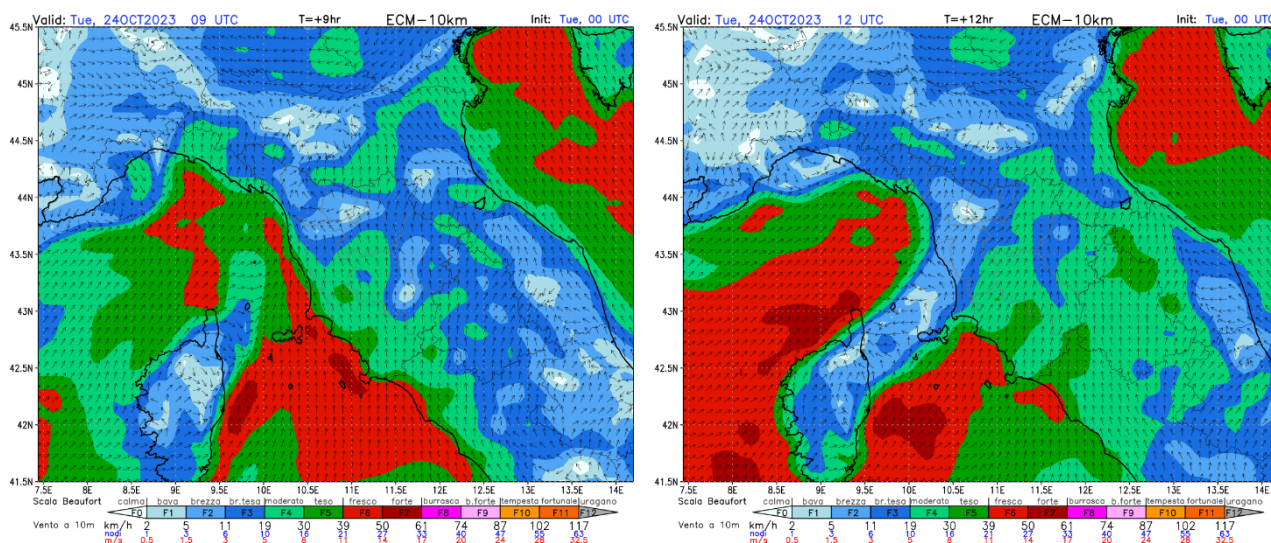 Valid: Tue, 24OCT2023 09 UTC T=+9hr ECM-10km Init: Tue, 00 UTC
45.5N
45N
44.5N
44N
43.5N
43N
42.5N
42N
41.5N
7.5E 8E 8.5E 9E 9.5E 10E 10.5E 11E 11.5E 12E 12.5E 13E 13.5E 14E
Scala Beaufort calma| bava |brezza |br.tesa |moderato| teso |fresco| forte |burrasca |b.forte |tempesta |fortunale|uragano
F0 F1 F2 F3 F4 F5 F6 F7 F8 F9 F10 F11 F12
Vento a 10m km/h 2 5 11 19 30 39 50 61 74 87 102 117
nodi 1 3 6 10 16 21 27 33 40 47 55 63
m/s 0.5 1.5 3 5 8 11 14 17 20 24 28 32.5
Valid: Tue, 24OCT2023 12 UTC T=+12hr ECM-10km Init: Tue, 00 UTC
45.5N
45N
44.5N
44N
43.5N
43N
42.5N
42N
41.5N
7.5E 8E 8.5E 9E 9.5E 10E 10.5E 11E 11.5E 12E 12.5E 13E 13.5E 14E
Scala Beaufort calma| bava |brezza |br.tesa |moderato| teso |fresco| forte |burrasca |b.forte |tempesta |fortunale|uragano
F0 F1 F2 F3 F4 F5 F6 F7 F8 F9 F10 F11 F12
Vento a 10m km/h 2 5 11 19 30 39 50 61 74 87 102 117
nodi 1 3 6 10 16 21 27 33 40 47 55 63
m/s 0.5 1.5 3 5 8 11 14 17 20 24 28 32.5